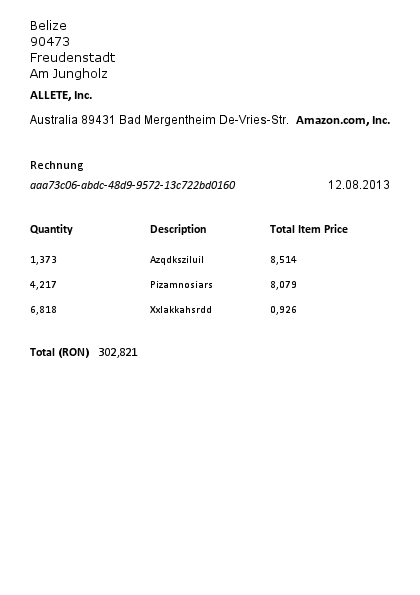 Belize
90473
Freudenstadt
Am Jungholz
ALLETE, Inc.
Australia 89431 Bad Mergentheim De-Vries-Str. Amazon.com, Inc.
Rechnung
aaa73c06-abdc-48d9-9572-13c722bd0160 12.08.2013
Quantity Description Total Item Price
1,373 Azqdksziluil 8,514
4,217 Pizamnosiars 8,079
6,818 Xxlakkahsrdd 0,926
Total (RON) 302,821